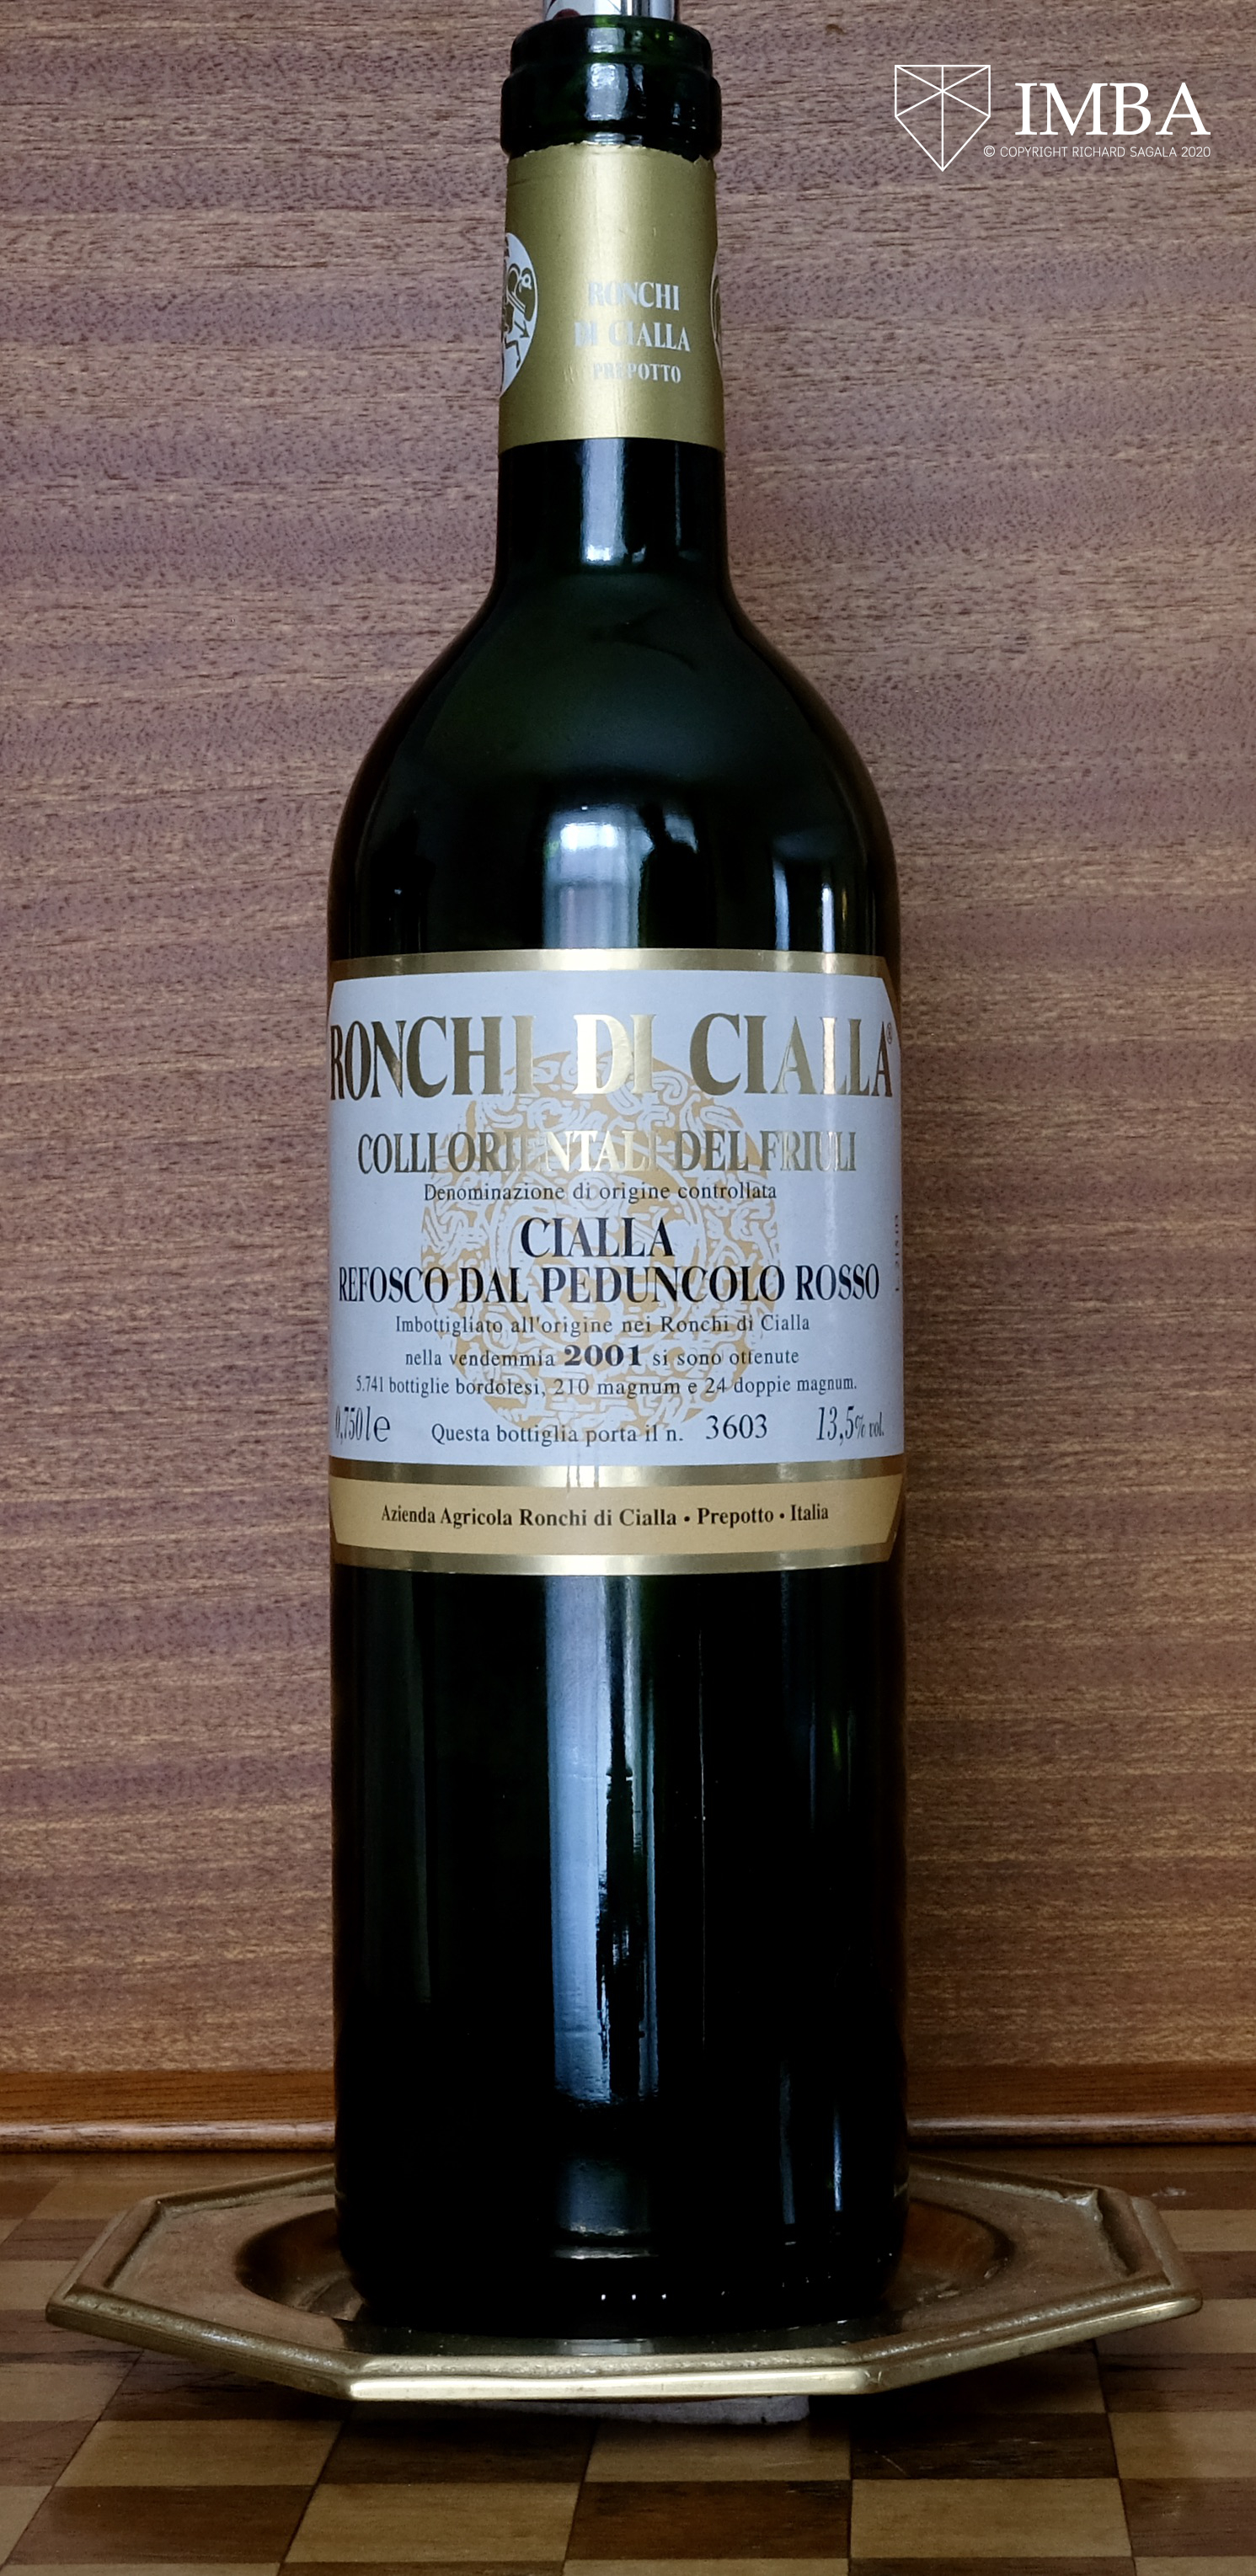 IMBA
© COPYRIGHT RICHARD SAGALA 2020
RONCHI
DI CIALLA
PREPOTTO
RONCHI DI CIALLA®
COLLI ORIENTALI DEL FRIULI
Denominazione di origine controllata
CIALLA
REFOSCO DAL PEDUNCOLO ROSSO
Imbottigliato all'origine nei Ronchi di Cialla
nella vendemmia 2001 si sono ottenute
5.741 bottiglie bordolesi, 210 magnum e 24 doppie magnum.
0,750 l e Questa bottiglia porta il n. 3603 13,5% vol.
Azienda Agricola Ronchi di Cialla • Prepotto • Italia